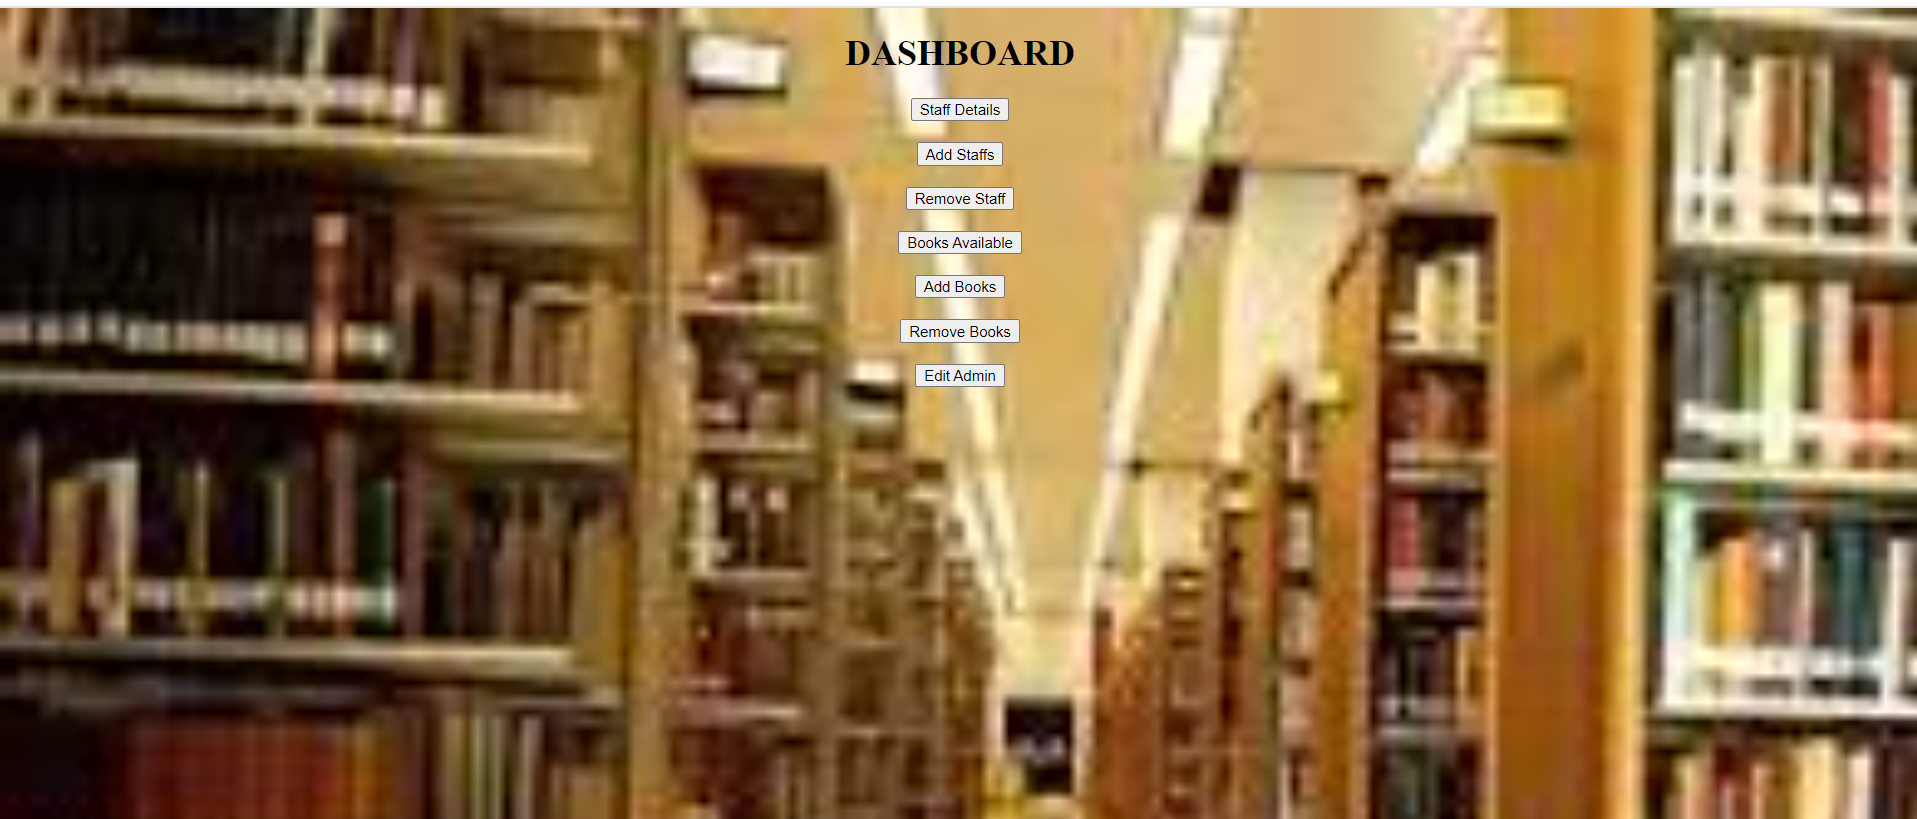 DASHBOARD
Staff Details
Add Staffs
Remove Staff
Books Available
Add Books
Remove Books
Edit Admin